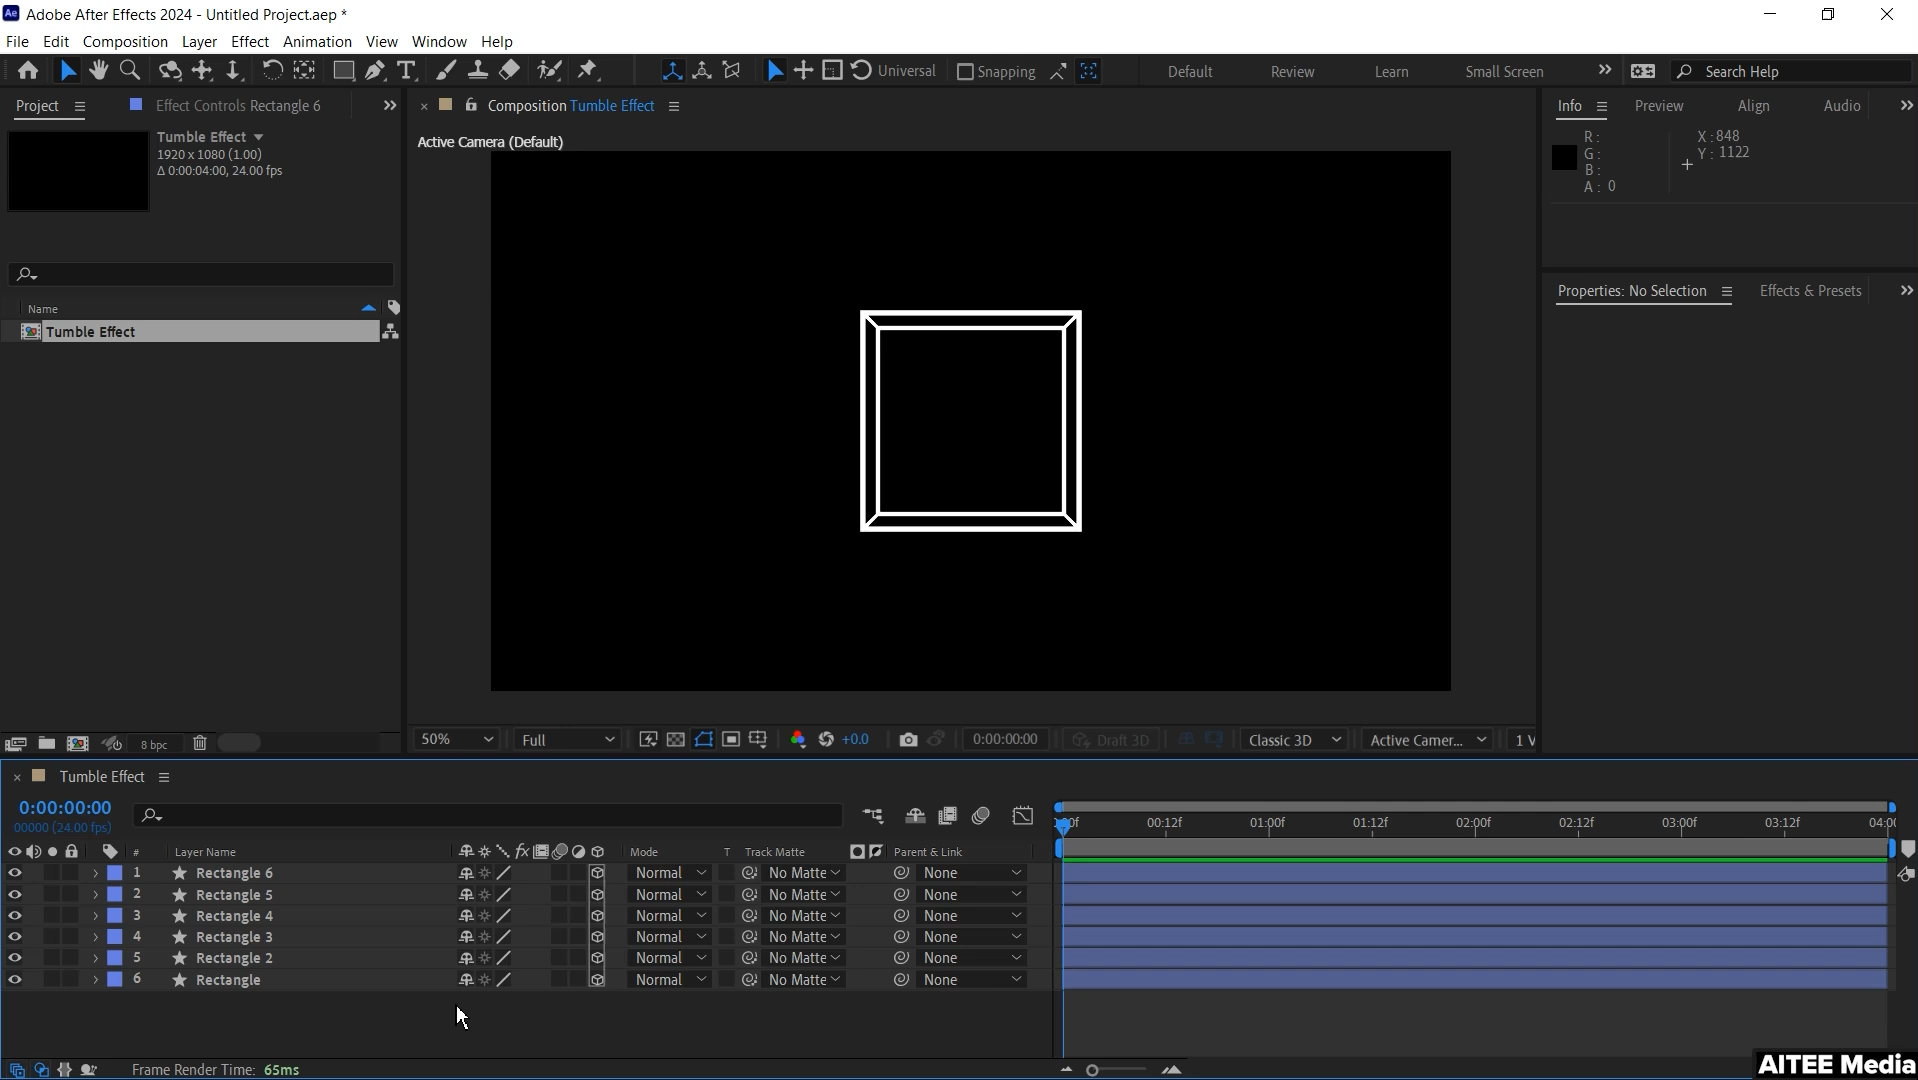 Adobe After Effects 2024 - Untitled Project.aep *
File Edit Composition Layer Effect Animation View Window Help
Universal Snapping Default Review Learn Small Screen Search Help
Project Effect Controls Rectangle 6 Composition Tumble Effect Info Preview Align Audio
Tumble Effect
1920 x 1080 (1.00)
Δ 0:00:04:00, 24.00 fps
Active Camera (Default)
R :
G :
B :
A : 0
X : 848
Y : 1122
Properties: No Selection Effects & Presets
Name
Tumble Effect
8 bpc
50% Full +0.0 0:00:00:00 Draft 3D Classic 3D Active Camer... 1 V
Tumble Effect
0:00:00:00
00000 (24.00 fps)
00f 00:12f 01:00f 01:12f 02:00f 02:12f 03:00f 03:12f 04:00
# Layer Name Mode T Track Matte Parent & Link
1 Rectangle 6 Normal No Matte None
2 Rectangle 5 Normal No Matte None
3 Rectangle 4 Normal No Matte None
4 Rectangle 3 Normal No Matte None
5 Rectangle 2 Normal No Matte None
6 Rectangle Normal No Matte None
Frame Render Time: 65ms
AITEE Media